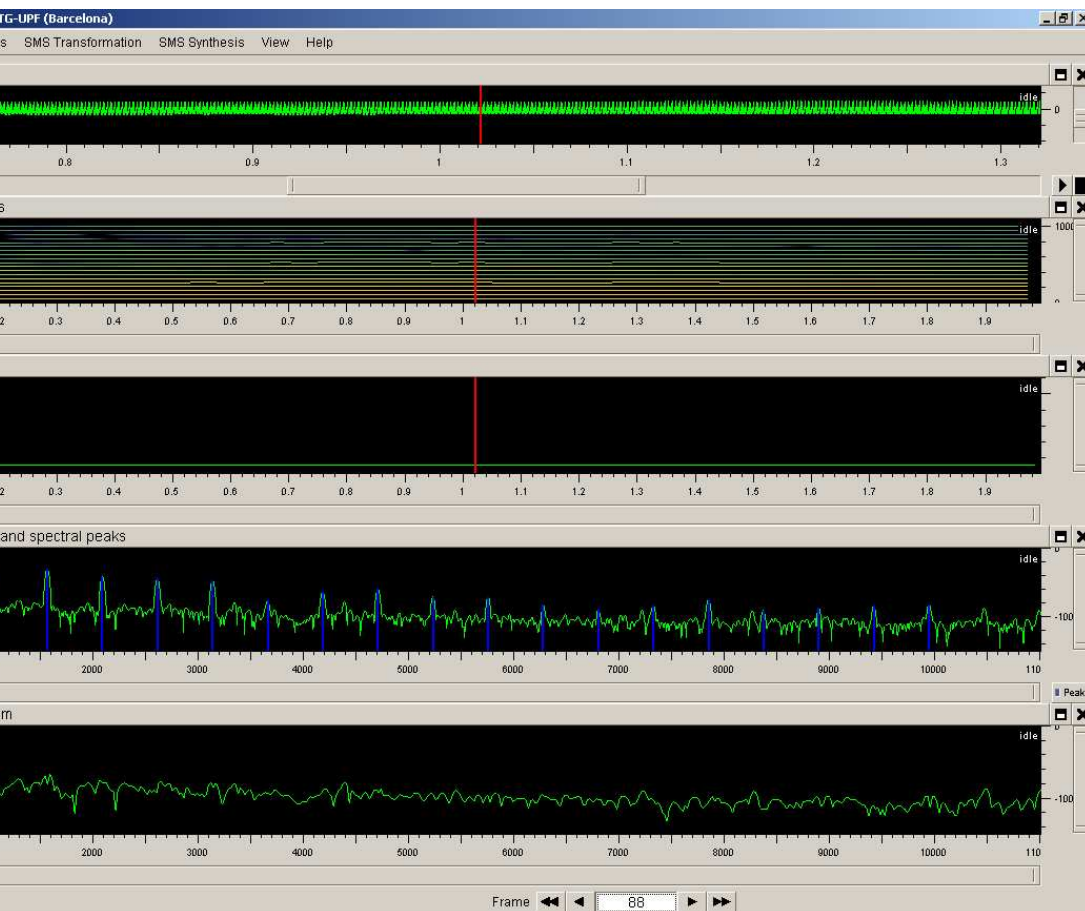 TG-UPF (Barcelona)
s SMS Transformation SMS Synthesis View Help
idle
0
0.8 0.9 1 1.1 1.2 1.3
6
idle
1000
0
2 0.3 0.4 0.5 0.6 0.7 0.8 0.9 1 1.1 1.2 1.3 1.4 1.5 1.6 1.7 1.8 1.9
idle
2 0.3 0.4 0.5 0.6 0.7 0.8 0.9 1 1.1 1.2 1.3 1.4 1.5 1.6 1.7 1.8 1.9
and spectral peaks
0
idle
-100
2000 3000 4000 5000 6000 7000 8000 9000 10000 110
Peak
m
0
idle
-100
2000 3000 4000 5000 6000 7000 8000 9000 10000 110
Frame 88